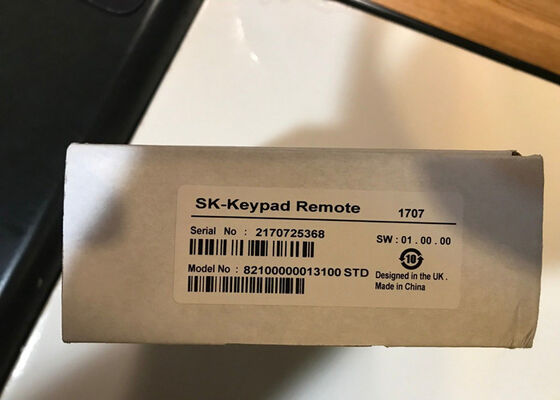 SK-Keypad Remote 1707
Serial No : 2170725368
SW : 01 . 00 . 00
Model No : 82100000013100 STD
10
Designed in the UK .
Made in China